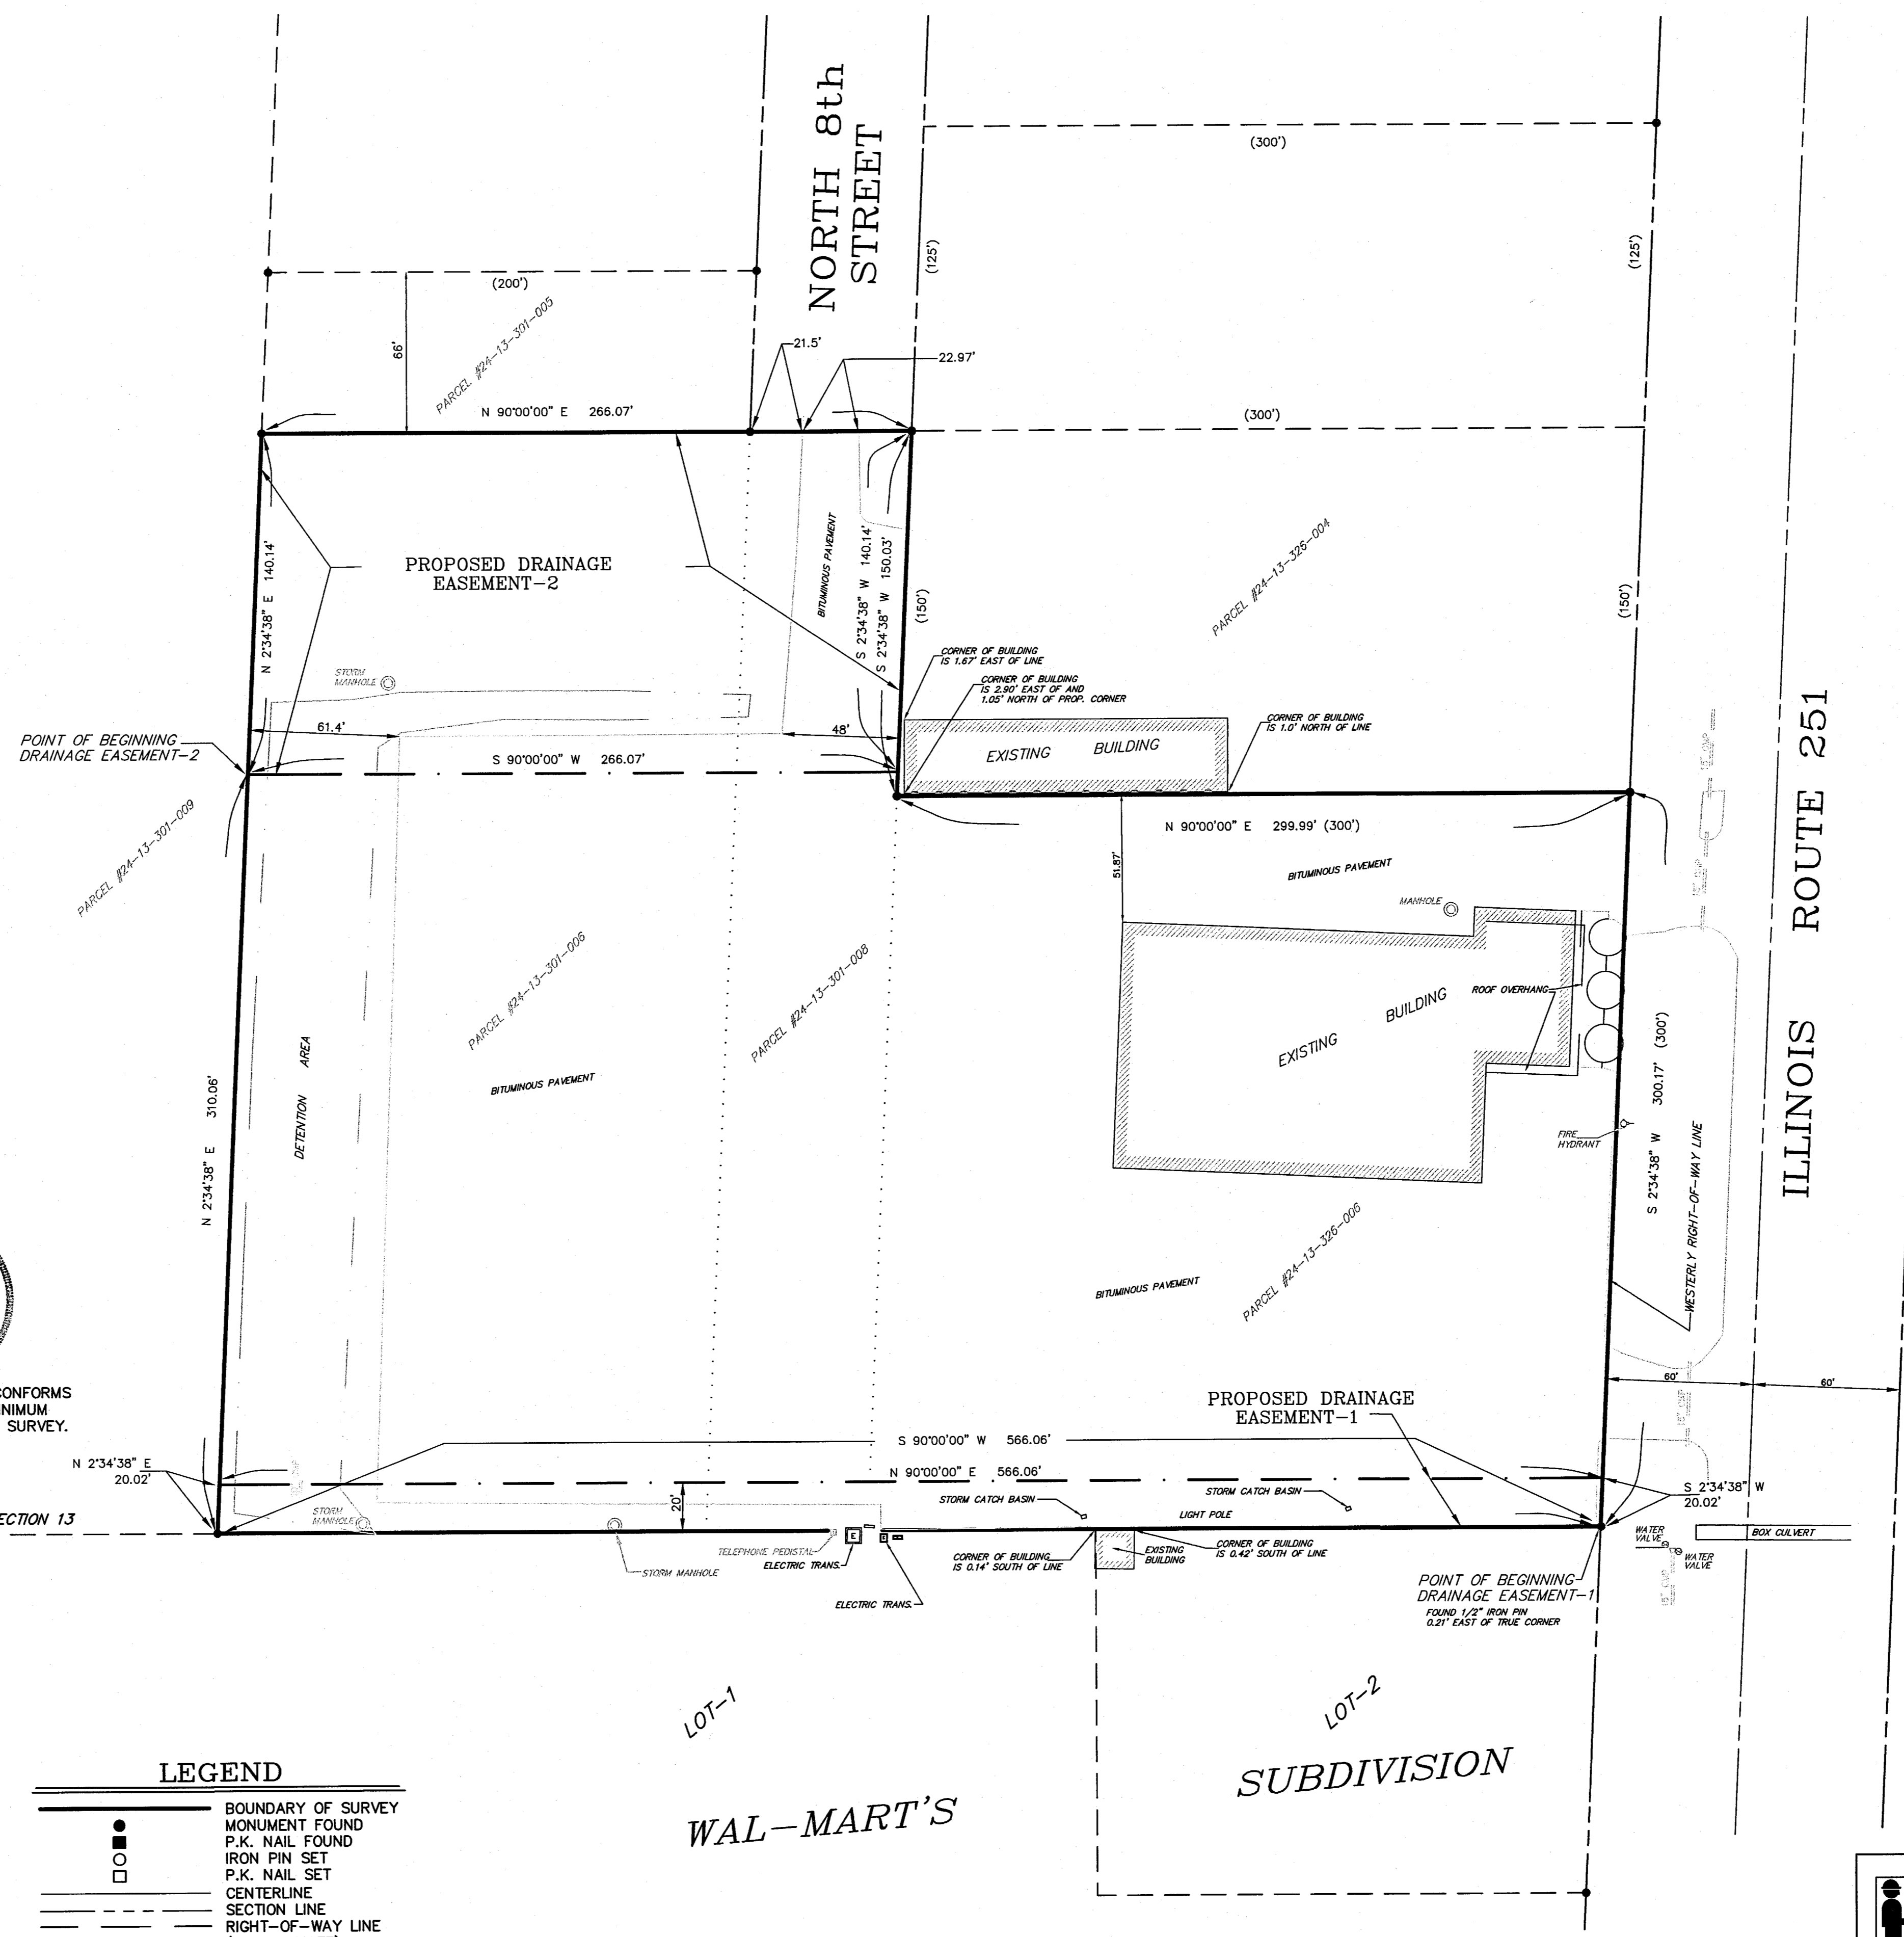 NORTH 8th
STREET
(300')
(125')
(125')
(200')
66'
PARCEL #24-13-301-005
21.5'
22.97'
N 90°00'00" E 266.07'
(300')
N 2°34'38" E 140.14'
PROPOSED DRAINAGE
EASEMENT-2
BITUMINOUS PAVEMENT
S 2°34'38" W 140.14'
S 2°34'38" W 150.03'
(150')
PARCEL #24-13-326-004
(150')
STORM
MANHOLE
CORNER OF BUILDING
IS 1.67' EAST OF LINE
CORNER OF BUILDING
IS 2.90' EAST OF AND
1.05' NORTH OF PROP. CORNER
CORNER OF BUILDING
IS 1.0' NORTH OF LINE
61.4'
48'
EXISTING BUILDING
POINT OF BEGINNING
DRAINAGE EASEMENT-2
S 90°00'00" W 266.07'
PARCEL #24-13-301-009
N 90°00'00" E 299.99' (300')
51.87'
BITUMINOUS PAVEMENT
MANHOLE
ILLINOIS ROUTE 251
PARCEL #24-13-301-006
PARCEL #24-13-301-008
EXISTING BUILDING
ROOF OVERHANG
DETENTION AREA
BITUMINOUS PAVEMENT
N 2°34'38" E 310.06'
FIRE
HYDRANT
S 2°34'38" W 300.17' (300')
WESTERLY RIGHT-OF-WAY LINE
BITUMINOUS PAVEMENT
PARCEL #24-13-326-006
60'
60'
CONFORMS
NIMUM
SURVEY.
PROPOSED DRAINAGE
EASEMENT-1
S 90°00'00" W 566.06'
N 90°00'00" E 566.06'
N 2°34'38" E
20.02'
S 2°34'38" W
20.02'
20'
STORM CATCH BASIN
STORM CATCH BASIN
LIGHT POLE
ECTION 13
STORM
MANHOLE
STORM MANHOLE
TELEPHONE PEDISTAL
E
ELECTRIC TRANS.
ELECTRIC TRANS.
CORNER OF BUILDING
IS 0.14' SOUTH OF LINE
EXISTING
BUILDING
CORNER OF BUILDING
IS 0.42' SOUTH OF LINE
WATER
VALVE
WATER
VALVE
BOX CULVERT
15" CMP
POINT OF BEGINNING
DRAINAGE EASEMENT-1
FOUND 1/2" IRON PIN
0.21' EAST OF TRUE CORNER
LOT-1
LOT-2
WAL-MART'S
SUBDIVISION
LEGEND
BOUNDARY OF SURVEY
MONUMENT FOUND
P.K. NAIL FOUND
IRON PIN SET
P.K. NAIL SET
CENTERLINE
SECTION LINE
RIGHT-OF-WAY LINE